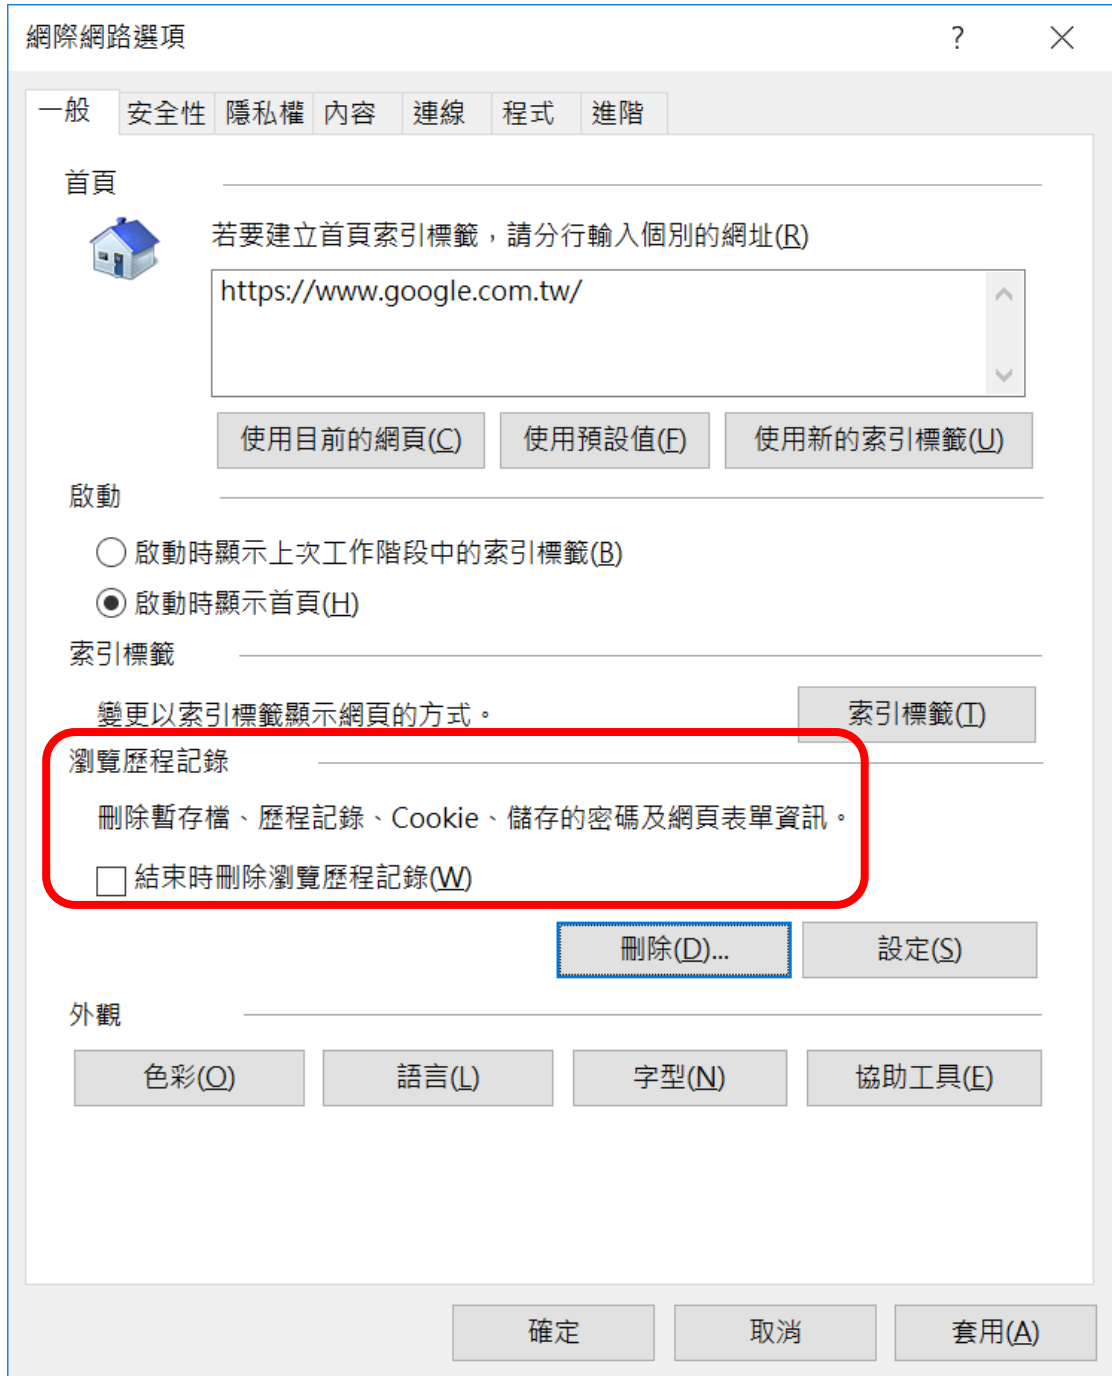 網際網路選項 ?
一般 安全性 隱私權 內容 連線 程式 進階
首頁
若要建立首頁索引標籤，請分行輸入個別的網址(R)
https://www.google.com.tw/
使用目前的網頁(C) 使用預設值(F) 使用新的索引標籤(U)
啟動
啟動時顯示上次工作階段中的索引標籤(B)
啟動時顯示首頁(H)
索引標籤
變更以索引標籤顯示網頁的方式。 索引標籤(T)
瀏覽歷程記錄
刪除暫存檔、歷程記錄、Cookie、儲存的密碼及網頁表單資訊。
結束時刪除瀏覽歷程記錄(W)
刪除(D)... 設定(S)
外觀
色彩(O) 語言(L) 字型(N) 協助工具(E)
確定 取消 套用(A)